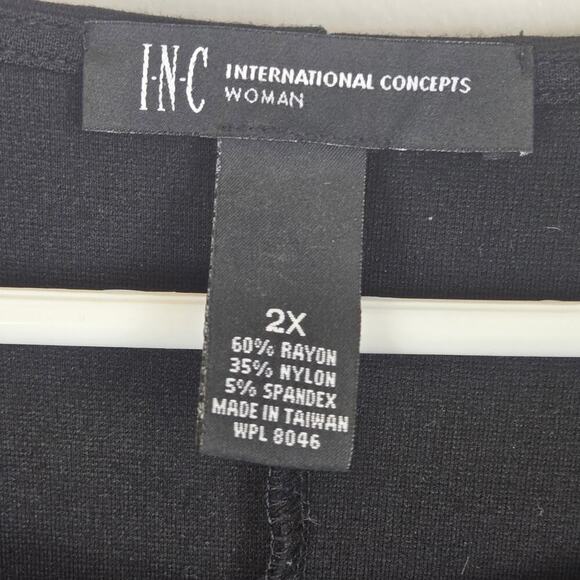 I·N·C INTERNATIONAL CONCEPTS
WOMAN
2X
60% RAYON
35% NYLON
5% SPANDEX
MADE IN TAIWAN
WPL 8046